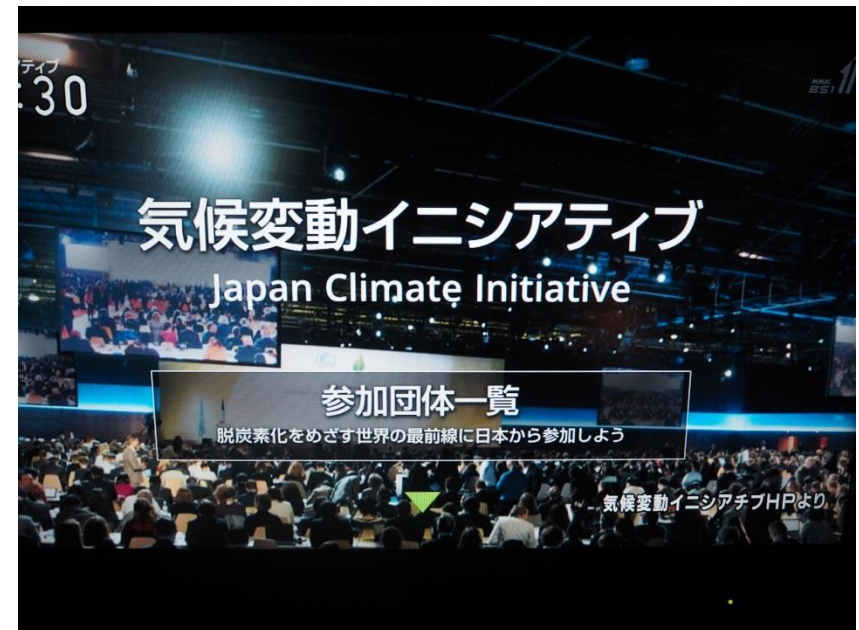 ティブ
:30
NHK
BS1
気候変動イニシアティブ
Japan Climate Initiative
参加団体一覧
脱炭素化をめざす世界の最前線に日本から参加しよう
気候変動イニシアチブHPより